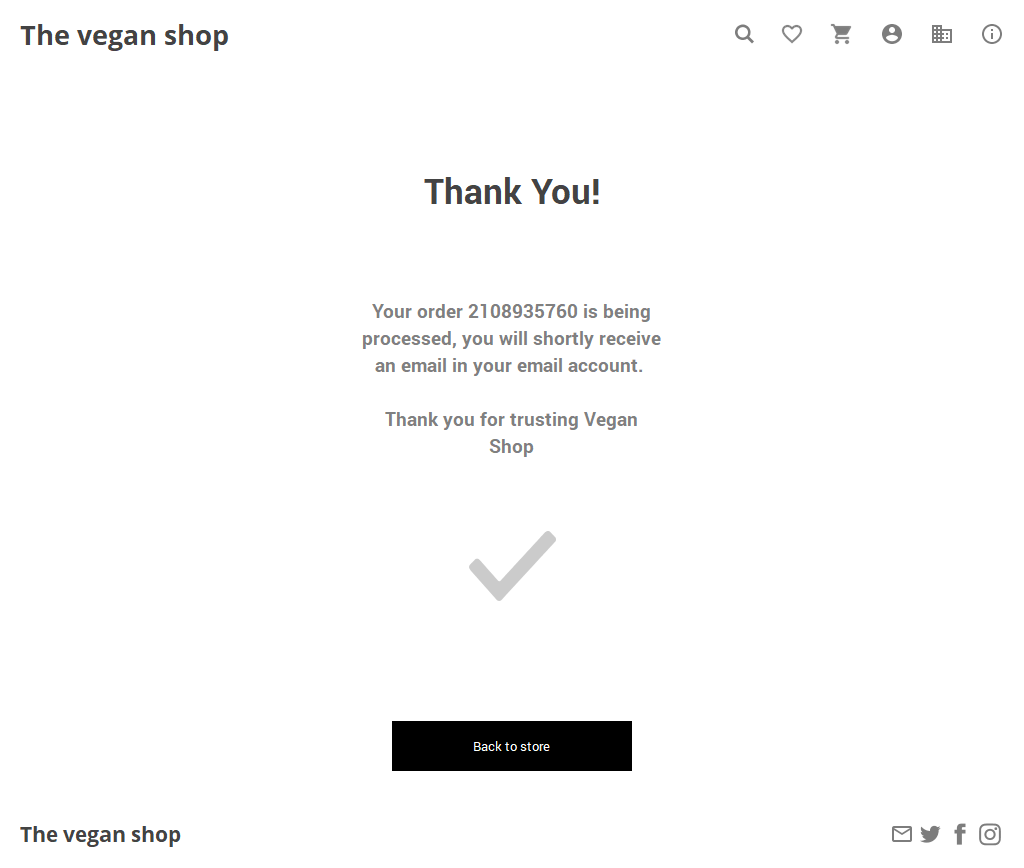 The vegan shop
Thank You!
Your order 2108935760 is being
processed, you will shortly receive
an email in your email account.
Thank you for trusting Vegan
Shop
Back to store
The vegan shop